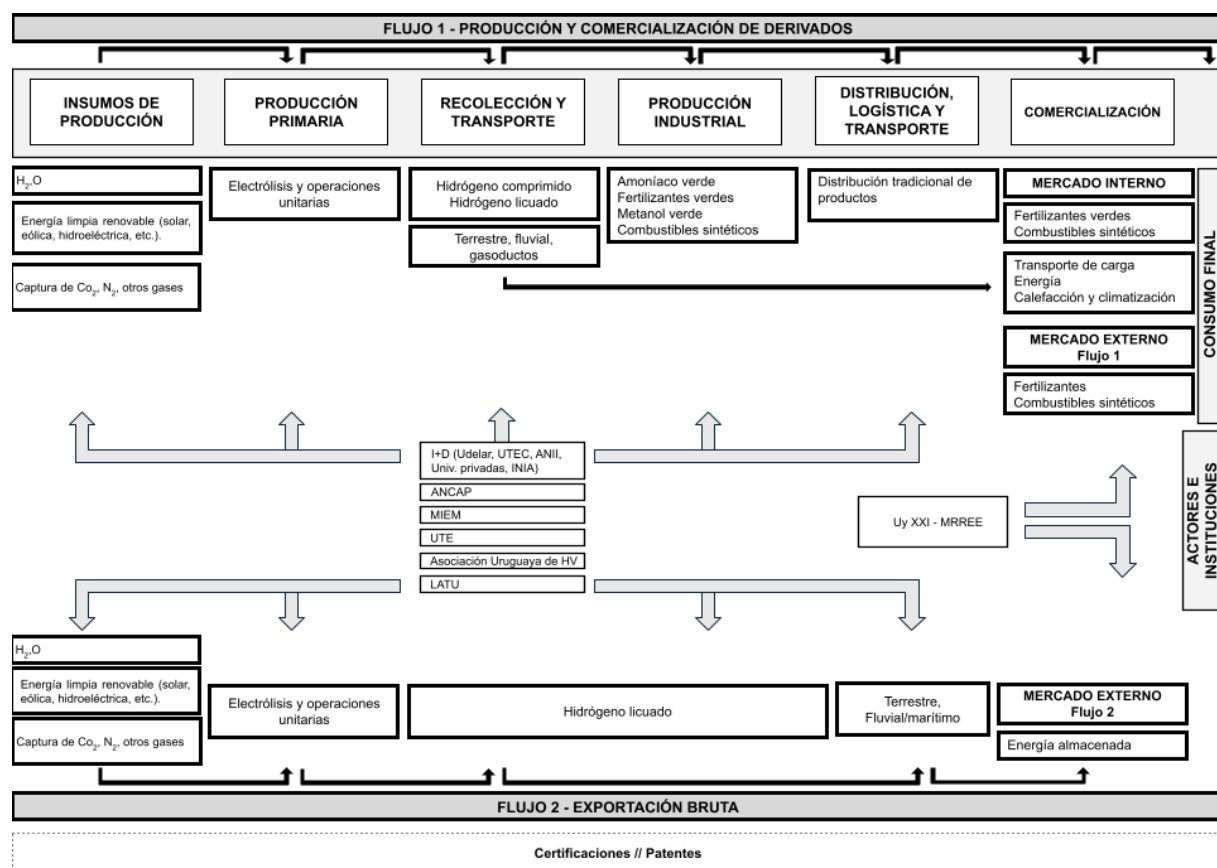 FLUJO 1 - PRODUCCIÓN Y COMERCIALIZACIÓN DE DERIVADOS
INSUMOS DE
PRODUCCIÓN
PRODUCCIÓN
PRIMARIA
RECOLECCIÓN Y
TRANSPORTE
PRODUCCIÓN
INDUSTRIAL
DISTRIBUCIÓN,
LOGÍSTICA Y
TRANSPORTE
COMERCIALIZACIÓN
H₂,O
Energía limpia renovable (solar,
eólica, hidroeléctrica, etc.).
Captura de Co₂, N₂, otros gases
Electrólisis y operaciones
unitarias
Hidrógeno comprimido
Hidrógeno licuado
Terrestre, fluvial,
gasoductos
Amoníaco verde
Fertilizantes verdes
Metanol verde
Combustibles sintéticos
Distribución tradicional de
productos
MERCADO INTERNO
Fertilizantes verdes
Combustibles sintéticos
Transporte de carga
Energía
Calefacción y climatización
MERCADO EXTERNO
Flujo 1
Fertilizantes
Combustibles sintéticos
CONSUMO FINAL
I+D (Udelar, UTEC, ANII,
Univ. privadas, INIA)
ANCAP
MIEM
UTE
Asociación Uruguaya de HV
LATU
Uy XXI - MRREE
ACTORES E
INSTITUCIONES
H₂,O
Energía limpia renovable (solar,
eólica, hidroeléctrica, etc.).
Captura de Co₂, N₂, otros gases
Electrólisis y operaciones
unitarias
Hidrógeno licuado
Terrestre,
Fluvial/marítimo
MERCADO EXTERNO
Flujo 2
Energía almacenada
FLUJO 2 - EXPORTACIÓN BRUTA
Certificaciones // Patentes